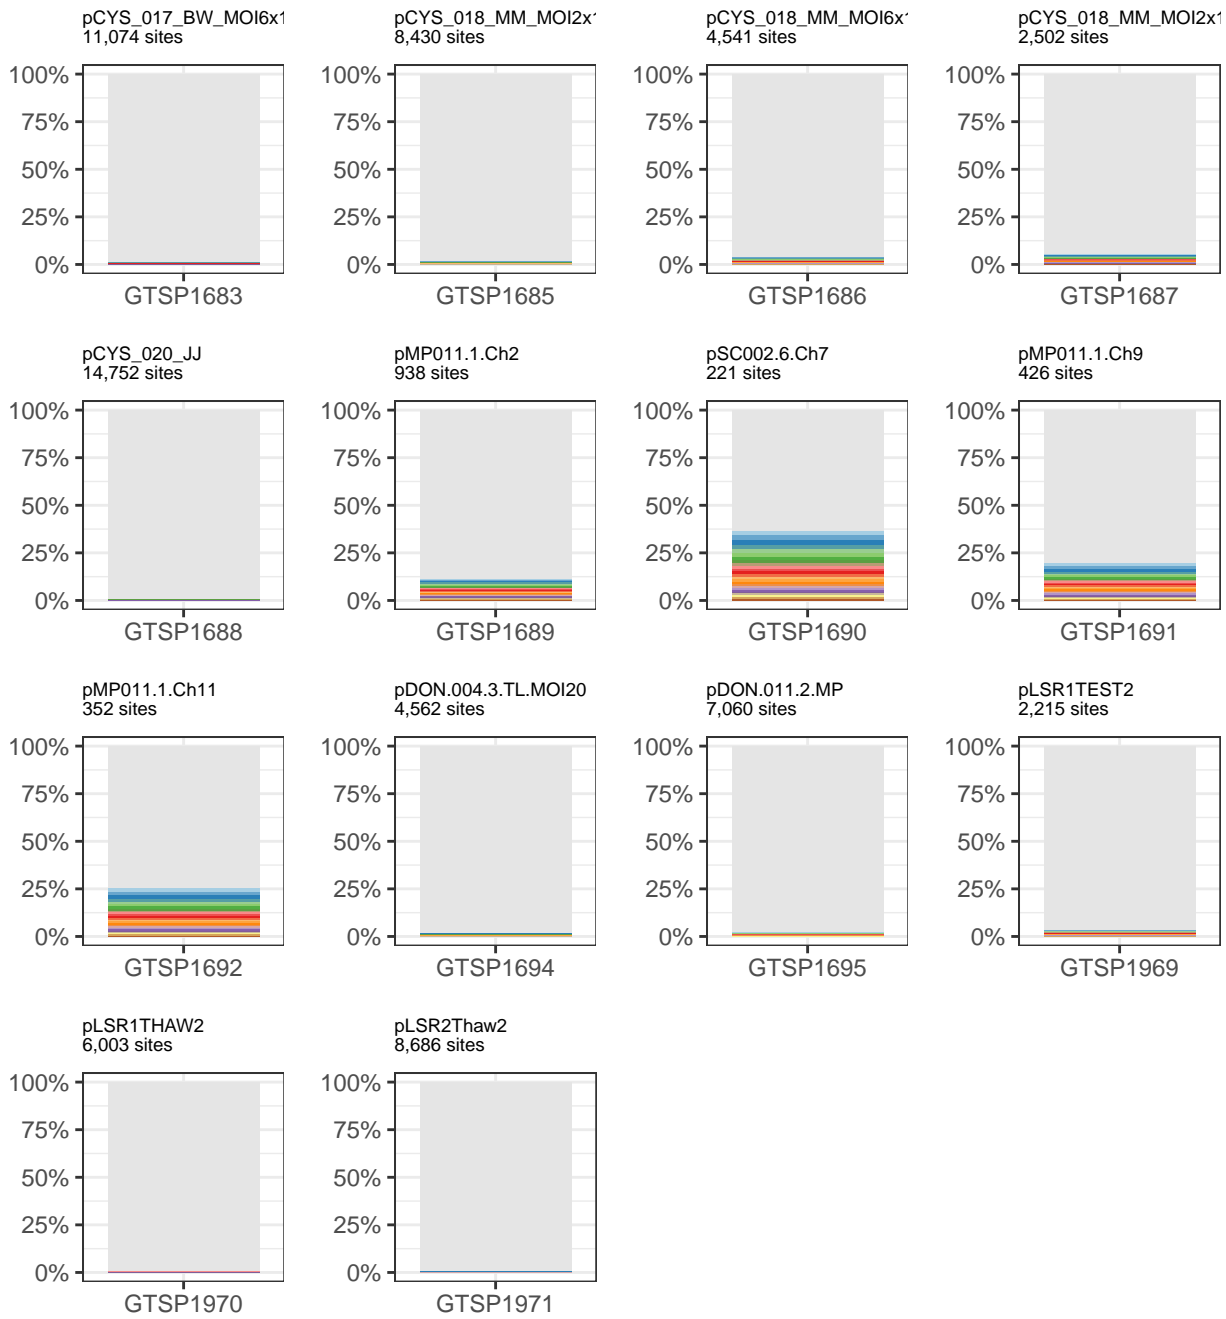 pCYS_017_BW_MOI6x1
11,074 sites
100%
75%
50%
25%
0%
GTSP1683
pCYS_018_MM_MOI2x1
8,430 sites
100%
75%
50%
25%
0%
GTSP1685
pCYS_018_MM_MOI6x1
4,541 sites
100%
75%
50%
25%
0%
GTSP1686
pCYS_018_MM_MOI2x1
2,502 sites
100%
75%
50%
25%
0%
GTSP1687
pCYS_020_JJ
14,752 sites
100%
75%
50%
25%
0%
GTSP1688
pMP011.1.Ch2
938 sites
100%
75%
50%
25%
0%
GTSP1689
pSC002.6.Ch7
221 sites
100%
75%
50%
25%
0%
GTSP1690
pMP011.1.Ch9
426 sites
100%
75%
50%
25%
0%
GTSP1691
pMP011.1.Ch11
352 sites
100%
75%
50%
25%
0%
GTSP1692
pDON.004.3.TL.MOI20
4,562 sites
100%
75%
50%
25%
0%
GTSP1694
pDON.011.2.MP
7,060 sites
100%
75%
50%
25%
0%
GTSP1695
pLSR1TEST2
2,215 sites
100%
75%
50%
25%
0%
GTSP1969
pLSR1THAW2
6,003 sites
100%
75%
50%
25%
0%
GTSP1970
pLSR2Thaw2
8,686 sites
100%
75%
50%
25%
0%
GTSP1971